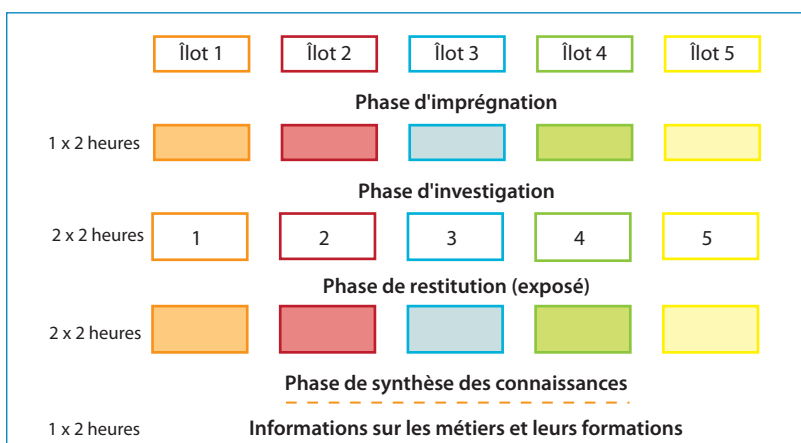 Îlot 1 Îlot 2 Îlot 3 Îlot 4 Îlot 5
Phase d'imprégnation
1 x 2 heures
Phase d'investigation
2 x 2 heures 1 2 3 4 5
Phase de restitution (exposé)
2 x 2 heures
Phase de synthèse des connaissances
1 x 2 heures Informations sur les métiers et leurs formations